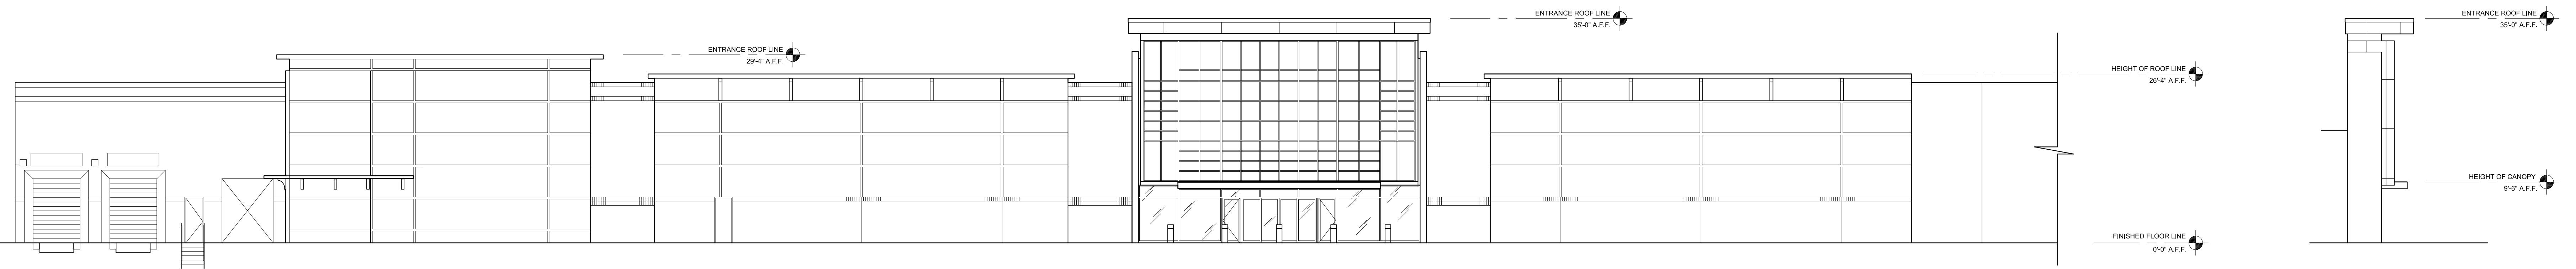 ENTRANCE ROOF LINE
29'-4" A.F.F.
ENTRANCE ROOF LINE
35'-0" A.F.F.
HEIGHT OF ROOF LINE
26'-4" A.F.F.
FINISHED FLOOR LINE
0'-0" A.F.F.
ENTRANCE ROOF LINE
35'-0" A.F.F.
HEIGHT OF CANOPY
9'-6" A.F.F.